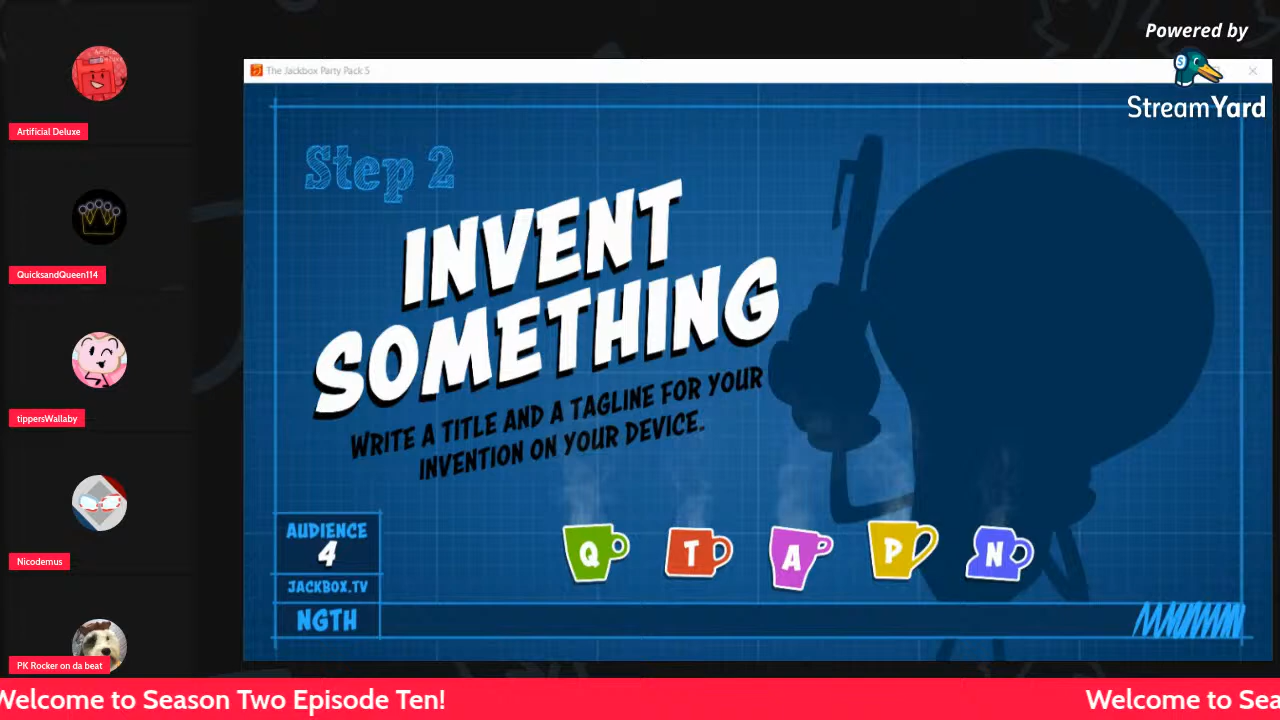 Powered by
StreamYard
Artificial Deluxe
QuicksandQueen114
tippersWallaby
Nicodemus
PK Rocker on da beat
The Jackbox Party Pack 5
Step 2
INVENT
SOMETHING
WRITE A TITLE AND A TAGLINE FOR YOUR
INVENTION ON YOUR DEVICE.
AUDIENCE
4
JACKBOX.TV
NGTH
Q T A P N
Welcome to Season Two Episode Ten!
Welcome to Sea